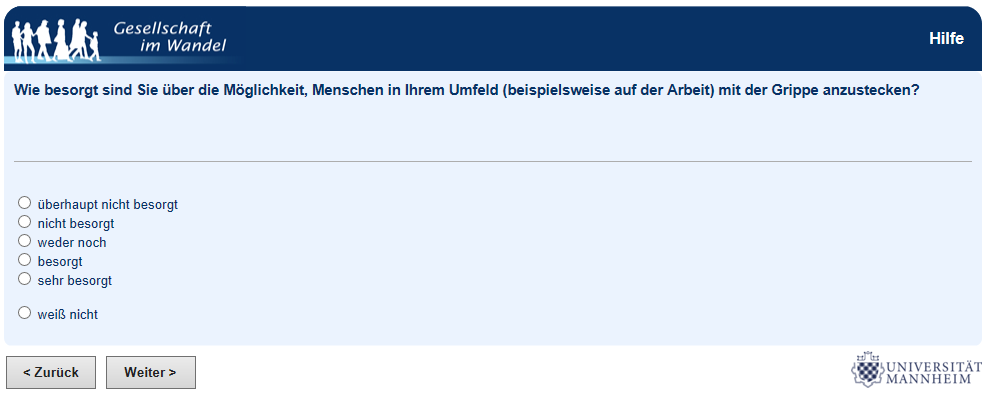 Gesellschaft
im Wandel
Hilfe
Wie besorgt sind Sie über die Möglichkeit, Menschen in Ihrem Umfeld (beispielsweise auf der Arbeit) mit der Grippe anzustecken?
überhaupt nicht besorgt
nicht besorgt
weder noch
besorgt
sehr besorgt
weiß nicht
< Zurück
Weiter >
UNIVERSITÄT
MANNHEIM